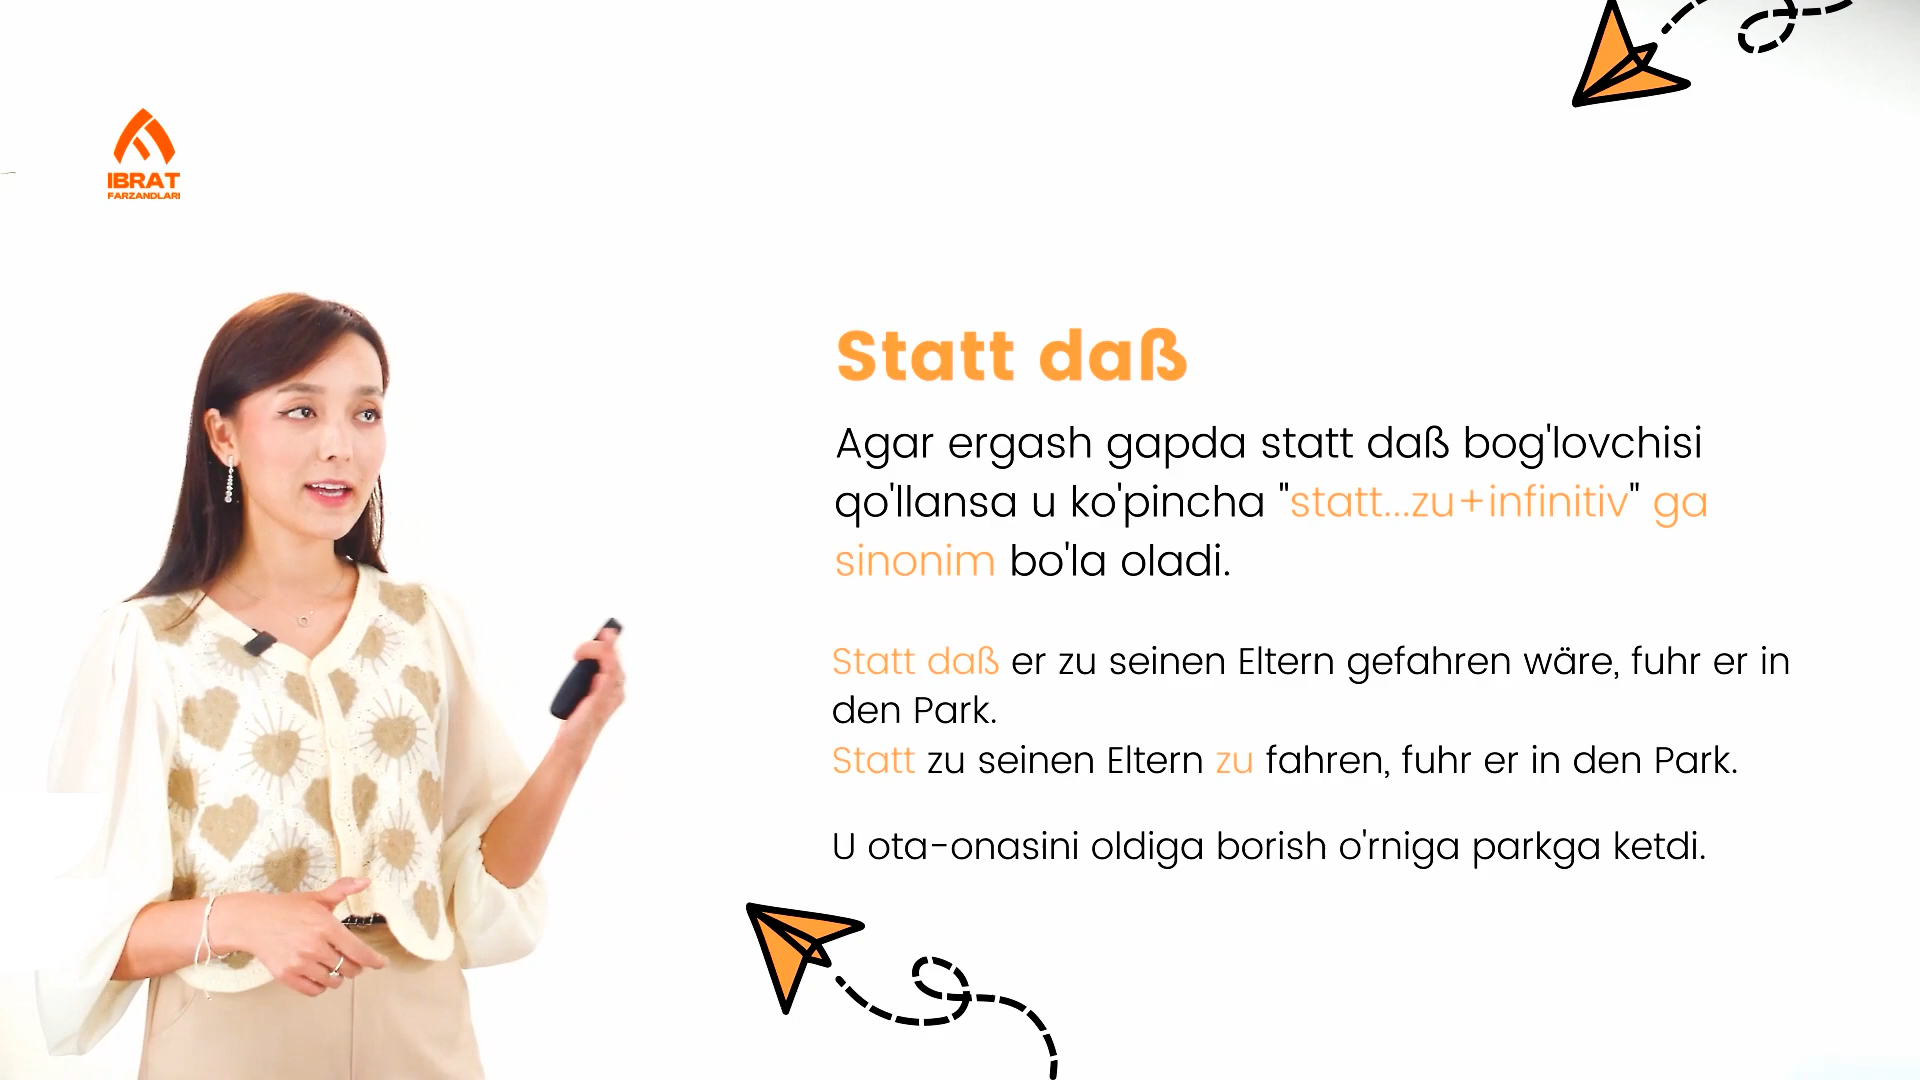 IBRAT
FARZANDLARI
Statt daß
Agar ergash gapda statt daß bog'lovchisi
qo'llansa u ko'pincha "statt...zu+infinitiv" ga
sinonim bo'la oladi.
Statt daß er zu seinen Eltern gefahren wäre, fuhr er in
den Park.
Statt zu seinen Eltern zu fahren, fuhr er in den Park.
U ota-onasini oldiga borish o'rniga parkga ketdi.